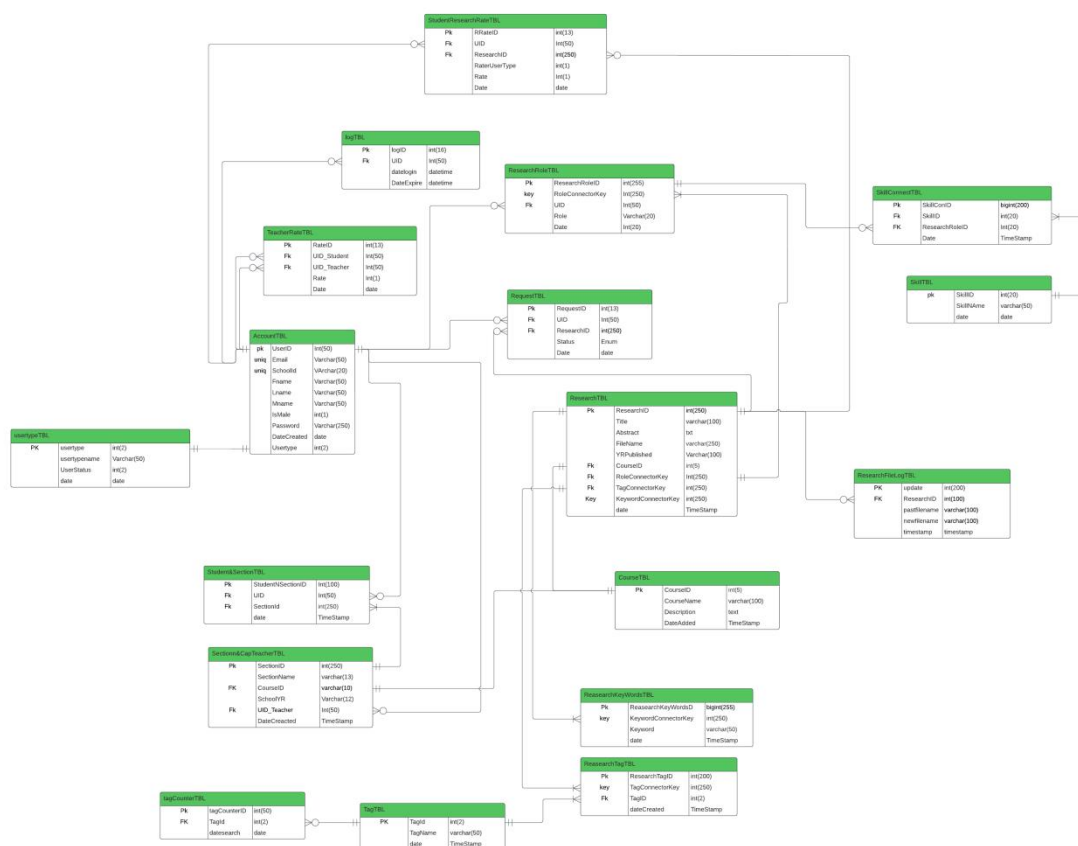 StudentResearchRateTBL
Pk RRateID int(13)
Fk UID Int(50)
Fk ResearchID int(250)
RaterUserType int(1)
Rate Int(1)
Date date
logTBL
Pk logID int(16)
Fk UID Int(50)
datelogin datetime
DateExpire datetime
ResearchRoleTBL
Pk ResearchRoleID int(255)
key RoleConnectorKey Int(250)
Fk UID Int(50)
Role Varchar(20)
Date Int(20)
SkillConnectTBL
Pk SkillConID bigint(200)
Fk SkillID int(20)
FK ResearchRoleID Int(20)
Date TimeStamp
TeacherRateTBL
Pk RateID int(13)
Fk UID_Student Int(50)
Fk UID_Teacher Int(50)
Rate Int(1)
Date date
SkillTBL
pk SkillID int(20)
SkillNAme varchar(50)
date date
RequestTBL
Pk RequestID int(13)
Fk UID Int(50)
Fk ResearchID int(250)
Status Enum
Date date
AccountTBL
pk UserID Int(50)
uniq Email VArchar(50)
uniq SchoolId VArchar(20)
Fname Varchar(50)
Lname Varchar(50)
Mname Varchar(50)
IsMale int(1)
Password Varchar(250)
DateCreated date
Usertype int(2)
ResearchTBL
Pk ResearchID int(250)
Title varchar(100)
Abstract txt
FileName varchar(250)
YRPublished Varchar(100)
Fk CourseID int(5)
Fk RoleConnectorKey Int(250)
Fk TagConnectorKey int(250)
Key KeywordConnectorKey int(250)
date TimeStamp
usertypeTBL
PK usertype int(2)
usertypename Varchar(50)
UserStatus int(2)
date date
ResearchFileLogTBL
PK update int(200)
FK ResearchID int(100)
pastfilename varchar(100)
newfilename varchar(100)
timestamp timestamp
Student&SectionTBL
Pk StudentNSectionID Int(100)
Fk UID Int(50)
Fk SectionId int(250)
date TimeStamp
CourseTBL
Pk CourseID int(5)
CourseName varchar(100)
Description text
DateAdded TimeStamp
Sectionn&CapTeacherTBL
Pk SectionID int(250)
SectionName varchar(13)
FK CourseID varchar(10)
SchoolYR Varchar(12)
Fk UID_Teacher Int(50)
DateCreacted TimeStamp
ReasearchKeyWordsTBL
Pk ReasearchKeyWordsD bigint(255)
key KeywordConnectorKey int(250)
Keyword varchar(50)
date TimeStamp
ReasearchTagTBL
Pk ResearchTagID int(200)
key TagConnectorKey int(250)
Fk TagID int(2)
dateCreated TimeStamp
tagCounterTBL
Pk tagCounterID int(50)
FK TagId int(2)
datesearch date
TagTBL
PK TagId int(2)
TagName varchar(50)
date TimeStamp